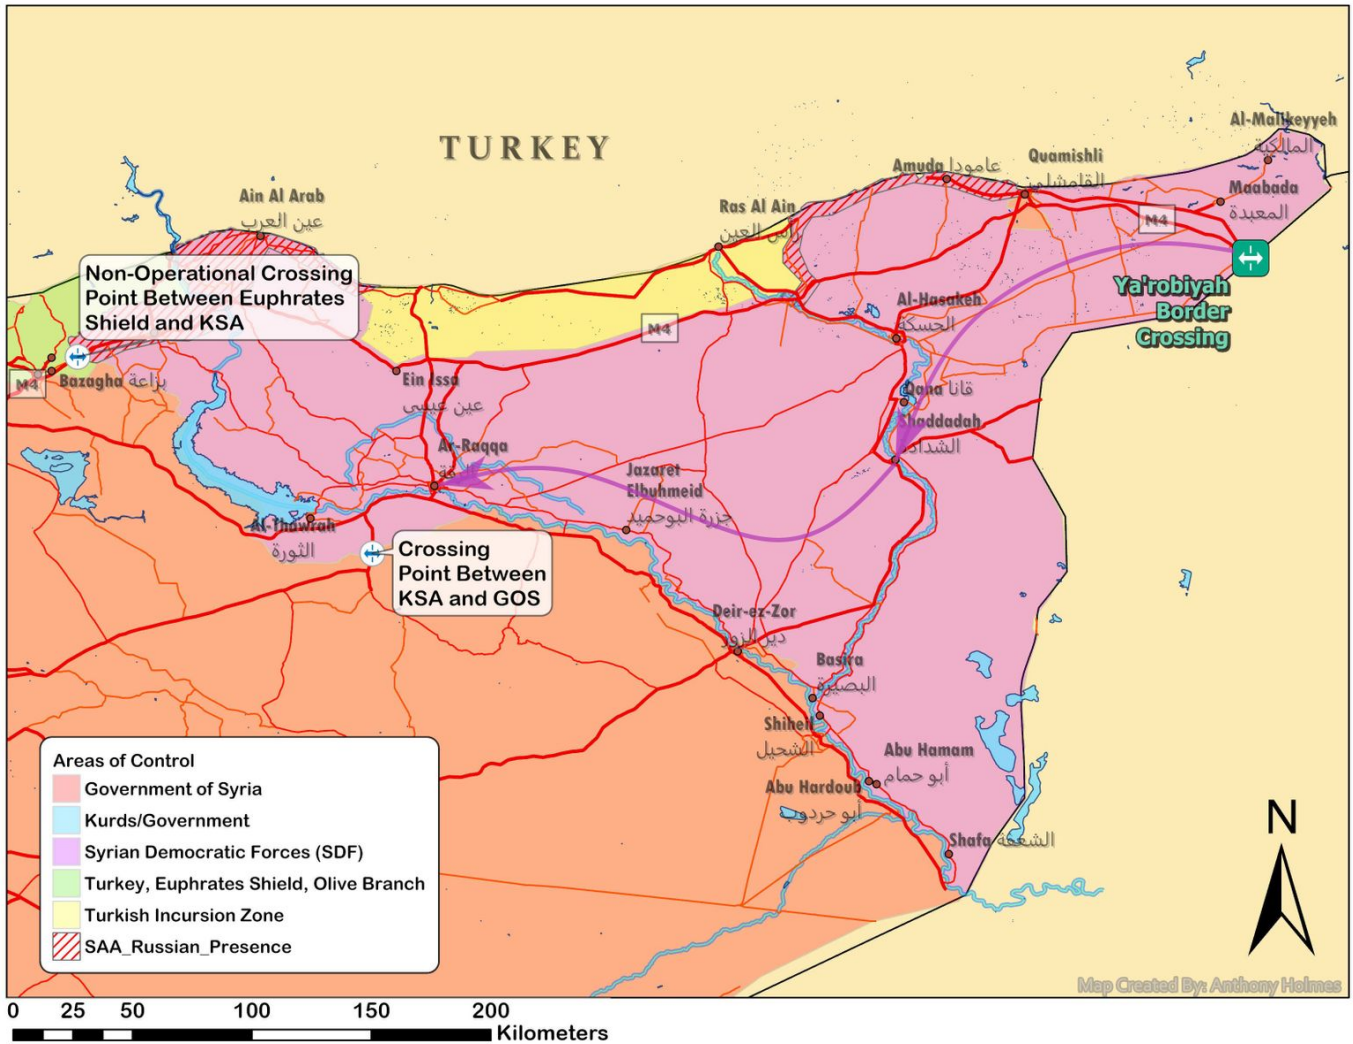 TURKEY
Al-Malikeyyeh
المالكية
Amuda عامودا
Quamishli
القامشلي
Maabada
المعبدة
M4
Ain Al Arab
عين العرب
Ras Al Ain
رأس العين
Non-Operational Crossing
Point Between Euphrates
Shield and KSA
Ya'robiyah
Border
Crossing
Al-Hasakeh
الحسكة
M4
M4
Bazagha بزاعة
Ein Issa
عين عيسى
Qana قانا
Shaddadah
الشدادة
Ar-Raqqa
Jazaret
Elbuhmeid
جزرة البوحميد
Al-Thawrah
الثورة
Crossing
Point Between
KSA and GOS
Deir-ez-Zor
دير الزور
Basira
البصيرة
Shiheil
الشحيل
Abu Hamam
أبو حمام
Abu Hardoub
أبو حردوب
Shafa الشعفة
Areas of Control
Government of Syria
Kurds/Government
Syrian Democratic Forces (SDF)
Turkey, Euphrates Shield, Olive Branch
Turkish Incursion Zone
SAA_Russian_Presence
N
Map Created By: Anthony Holmes
0 25 50 100 150 200
Kilometers